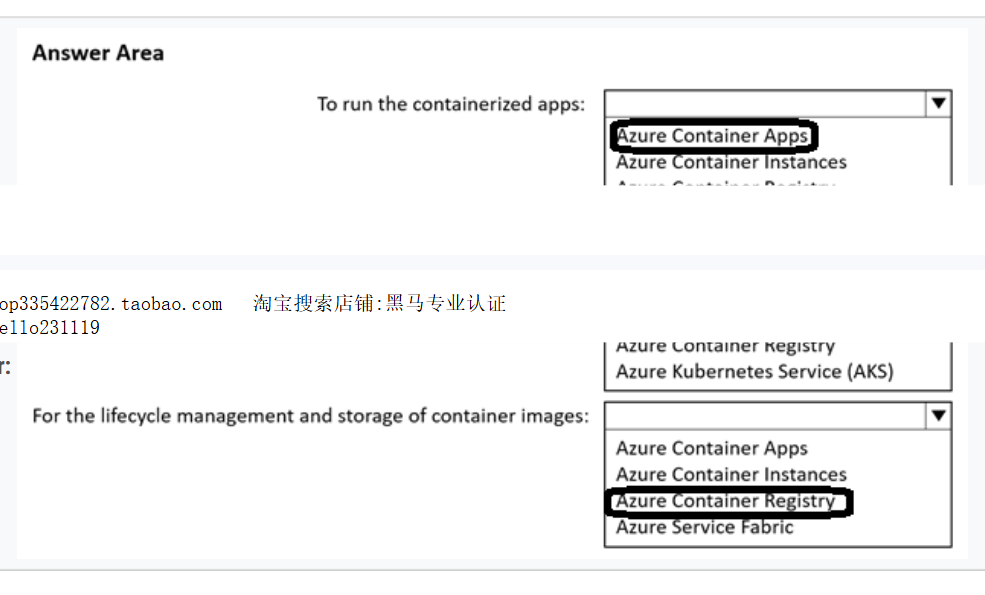 Answer Area
To run the containerized apps:
Azure Container Apps
Azure Container Instances
Azure Container Registry
op335422782.taobao.com 淘宝搜索店铺:黑马专业认证
ello231119
r:
Azure Container Registry
Azure Kubernetes Service (AKS)
For the lifecycle management and storage of container images:
Azure Container Apps
Azure Container Instances
Azure Container Registry
Azure Service Fabric